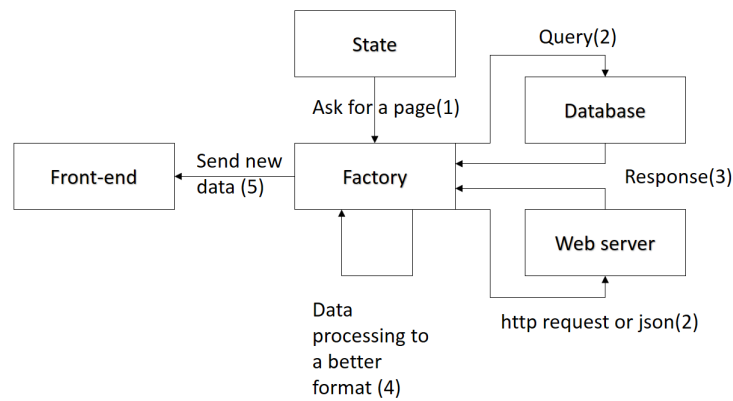 State
Query(2)
Ask for a page(1)
Database
Front-end
Send new
data (5)
Factory
Response(3)
Web server
Data
processing to
a better
format (4)
http request or json(2)